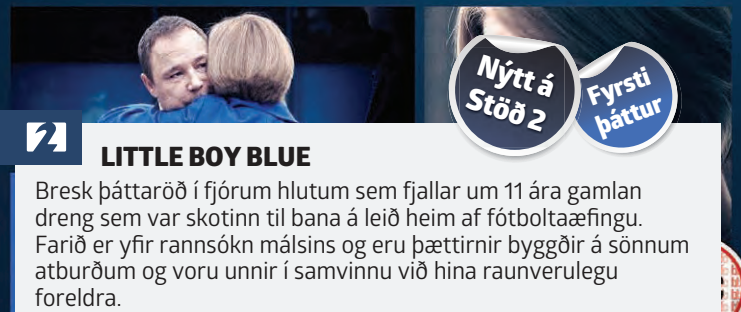 Nýtt á
Stöð 2
Fyrsti
þáttur
2
LITTLE BOY BLUE
Bresk þáttaröð í fjórum hlutum sem fjallar um 11 ára gamlan
dreng sem var skotinn til bana á leið heim af fótboltaæfingu.
Farið er yfir rannsókn málsins og eru þættirnir byggðir á sönnum
atburðum og voru unnir í samvinnu við hina raunverulegu
foreldra.